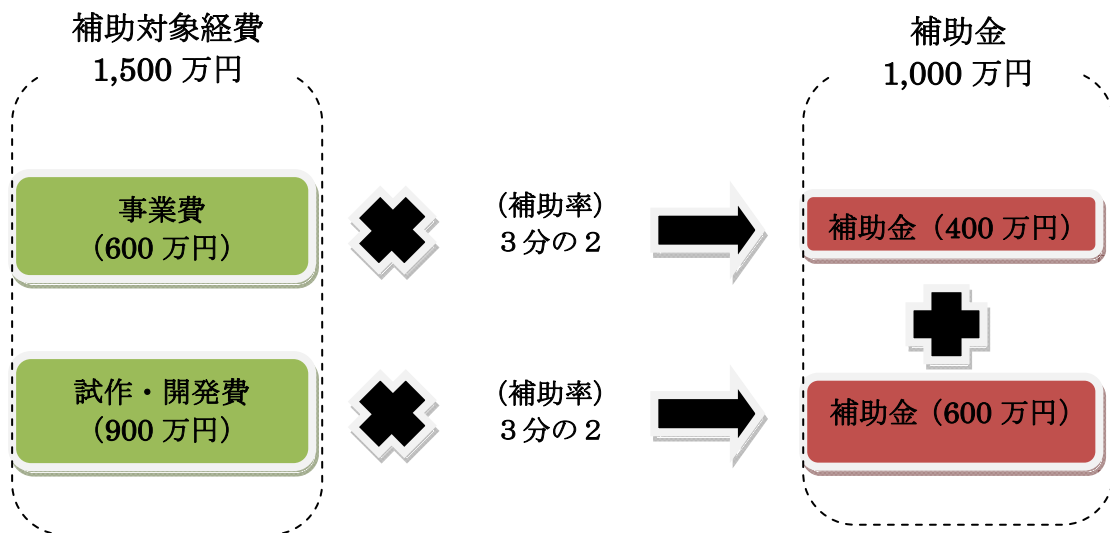 補助対象経費
1,500 万円
補助金
1,000 万円
事業費
（600 万円）
（補助率）
３分の２
補助金（400 万円）
試作・開発費
（900 万円）
（補助率）
３分の２
補助金（600 万円）